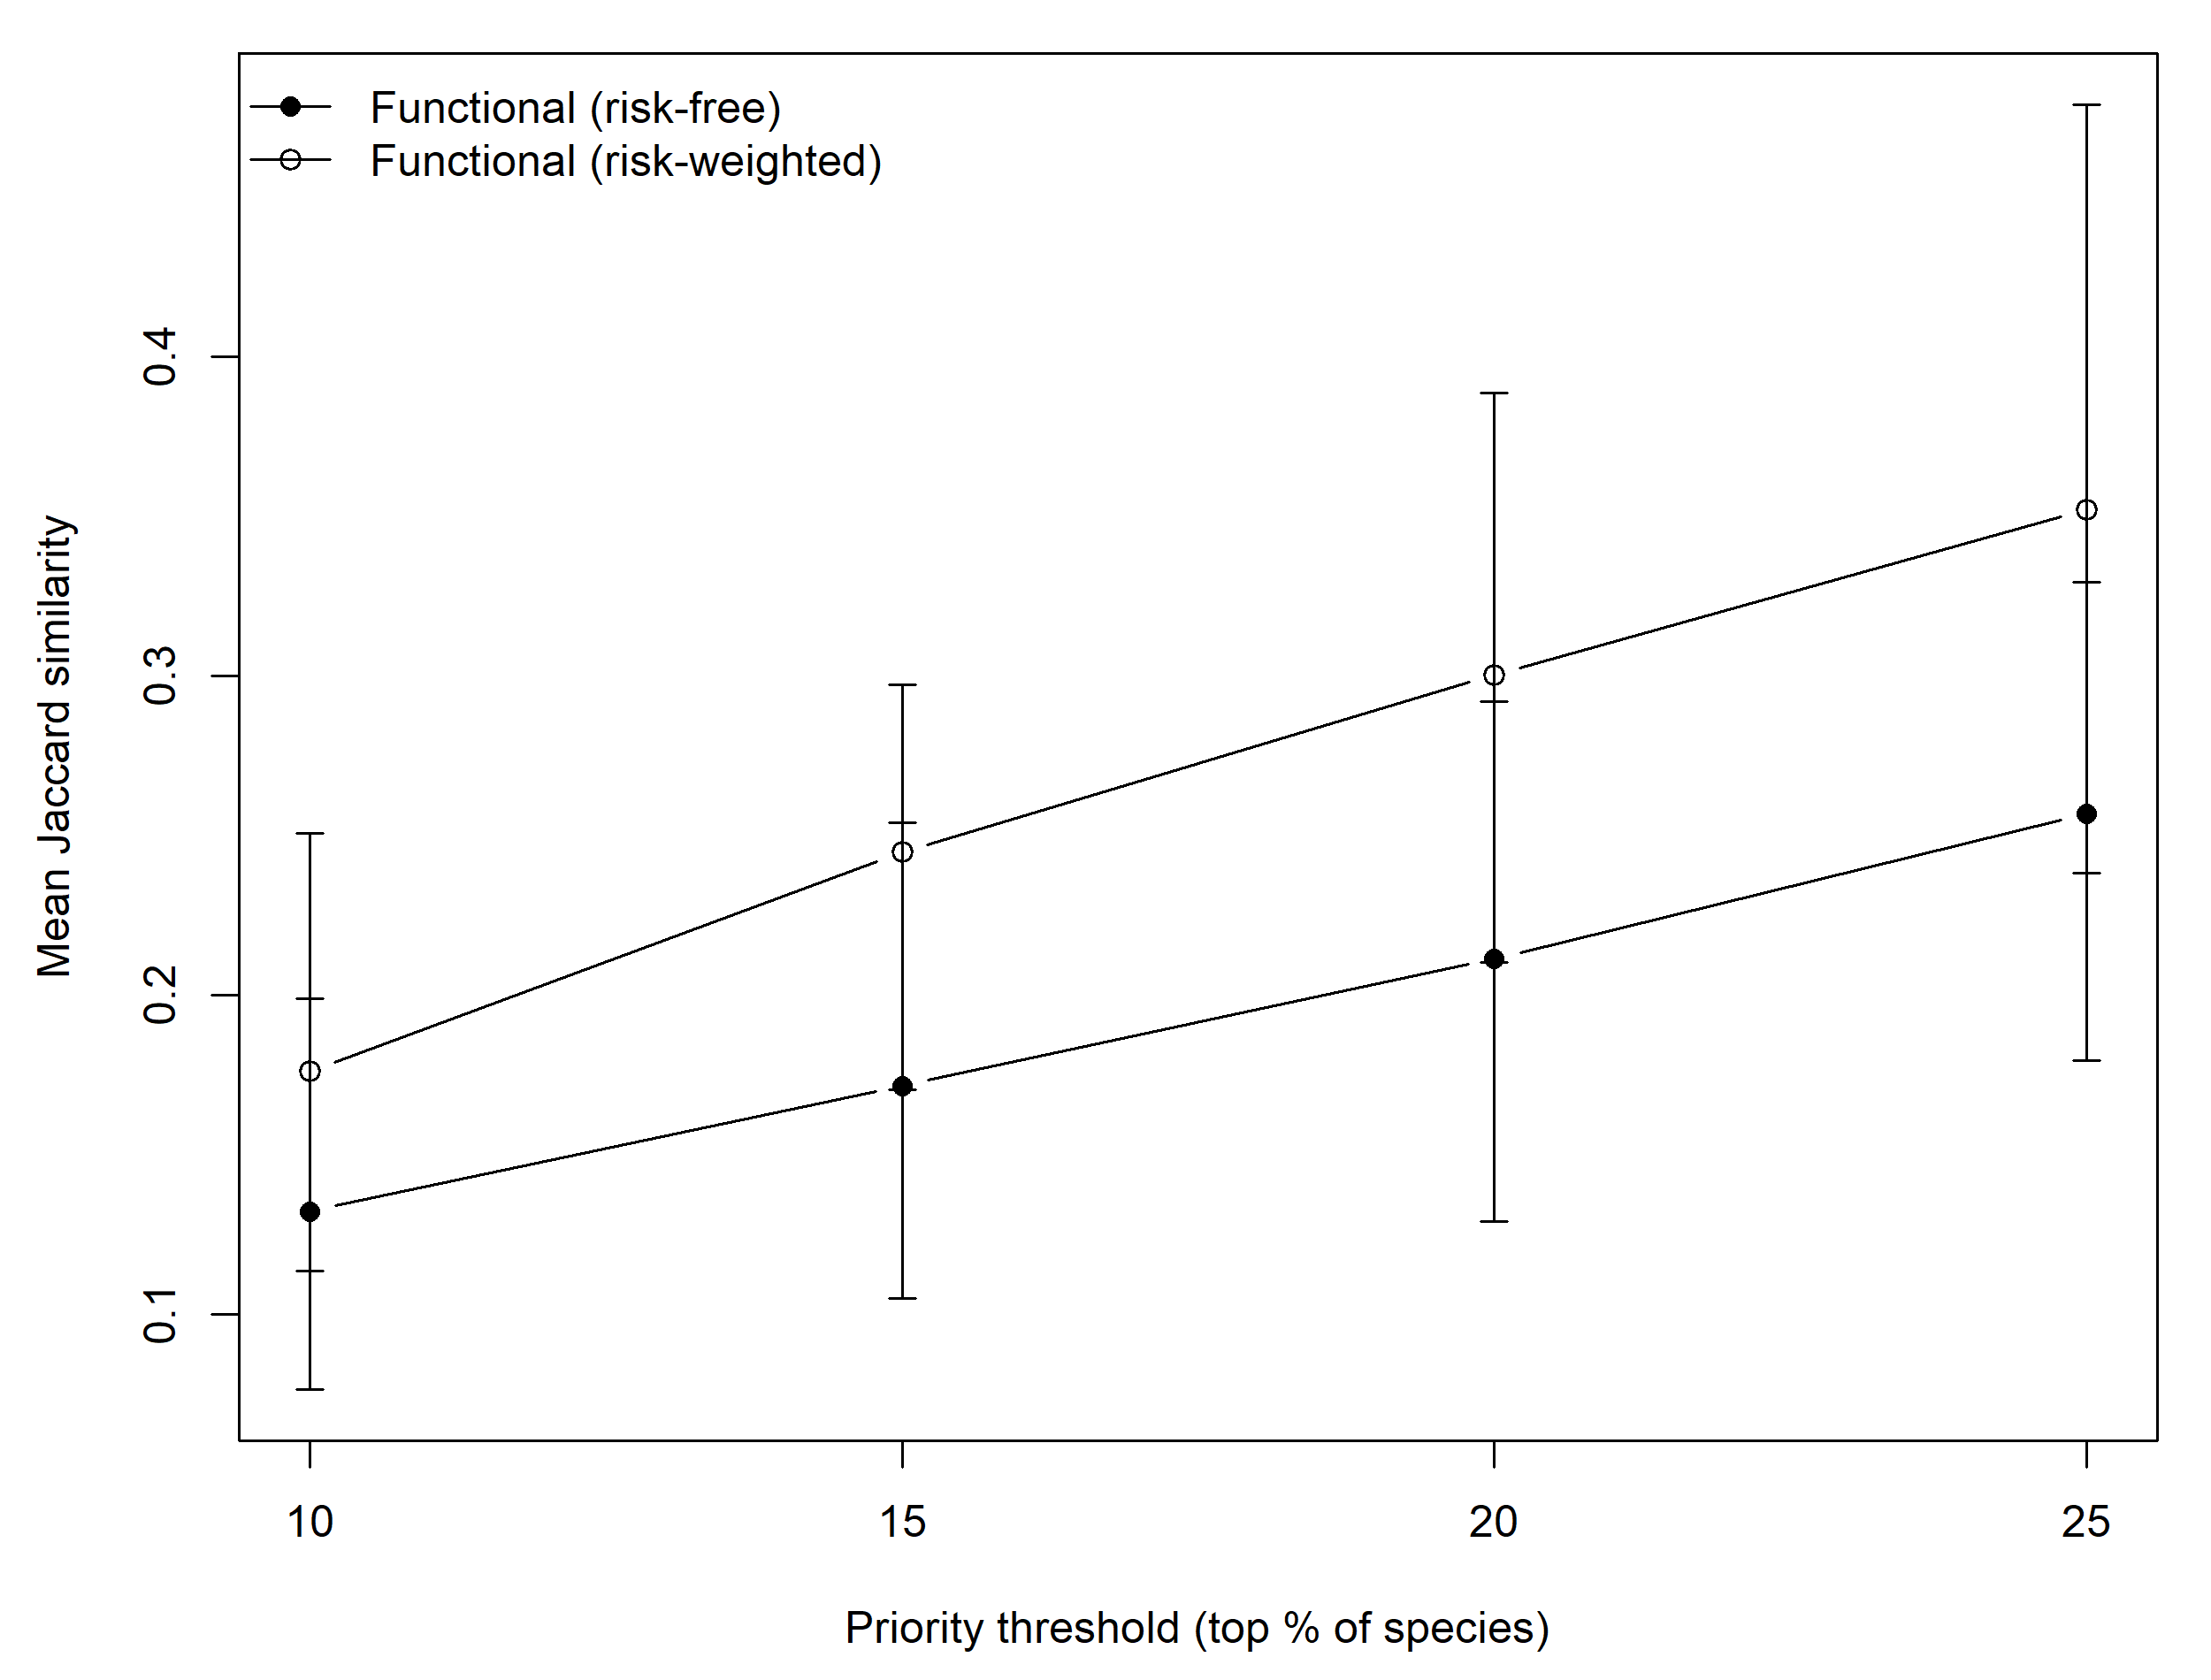 Functional (risk-free)
Functional (risk-weighted)
Mean Jaccard similarity
0.4
0.3
0.2
0.1
10 15 20 25
Priority threshold (top % of species)